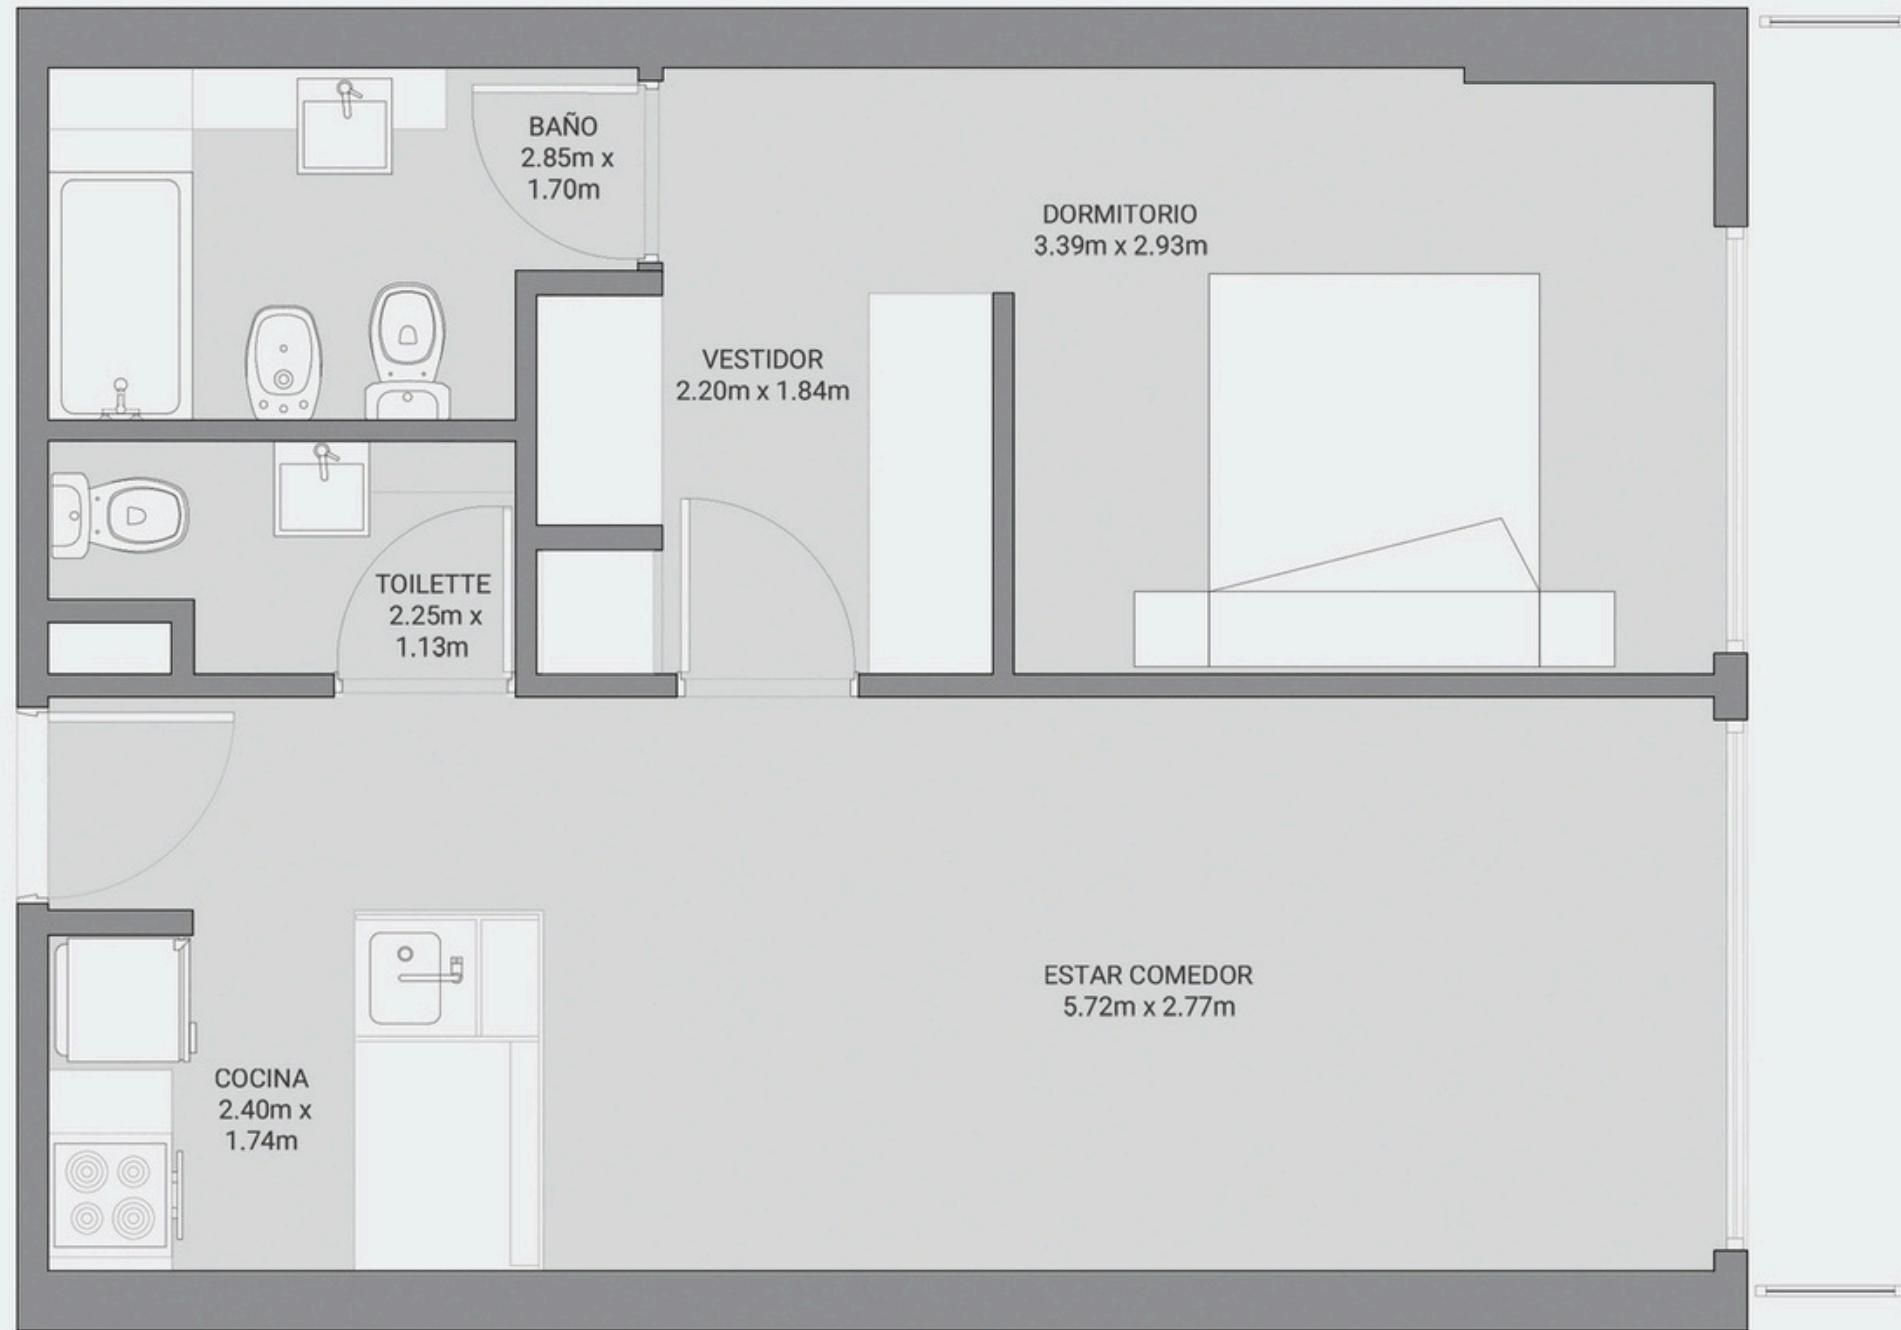 BAÑO
2.85m x
1.70m
DORMITORIO
3.39m x 2.93m
VESTIDOR
2.20m x 1.84m
TOILETTE
2.25m x
1.13m
ESTAR COMEDOR
5.72m x 2.77m
COCINA
2.40m x
1.74m